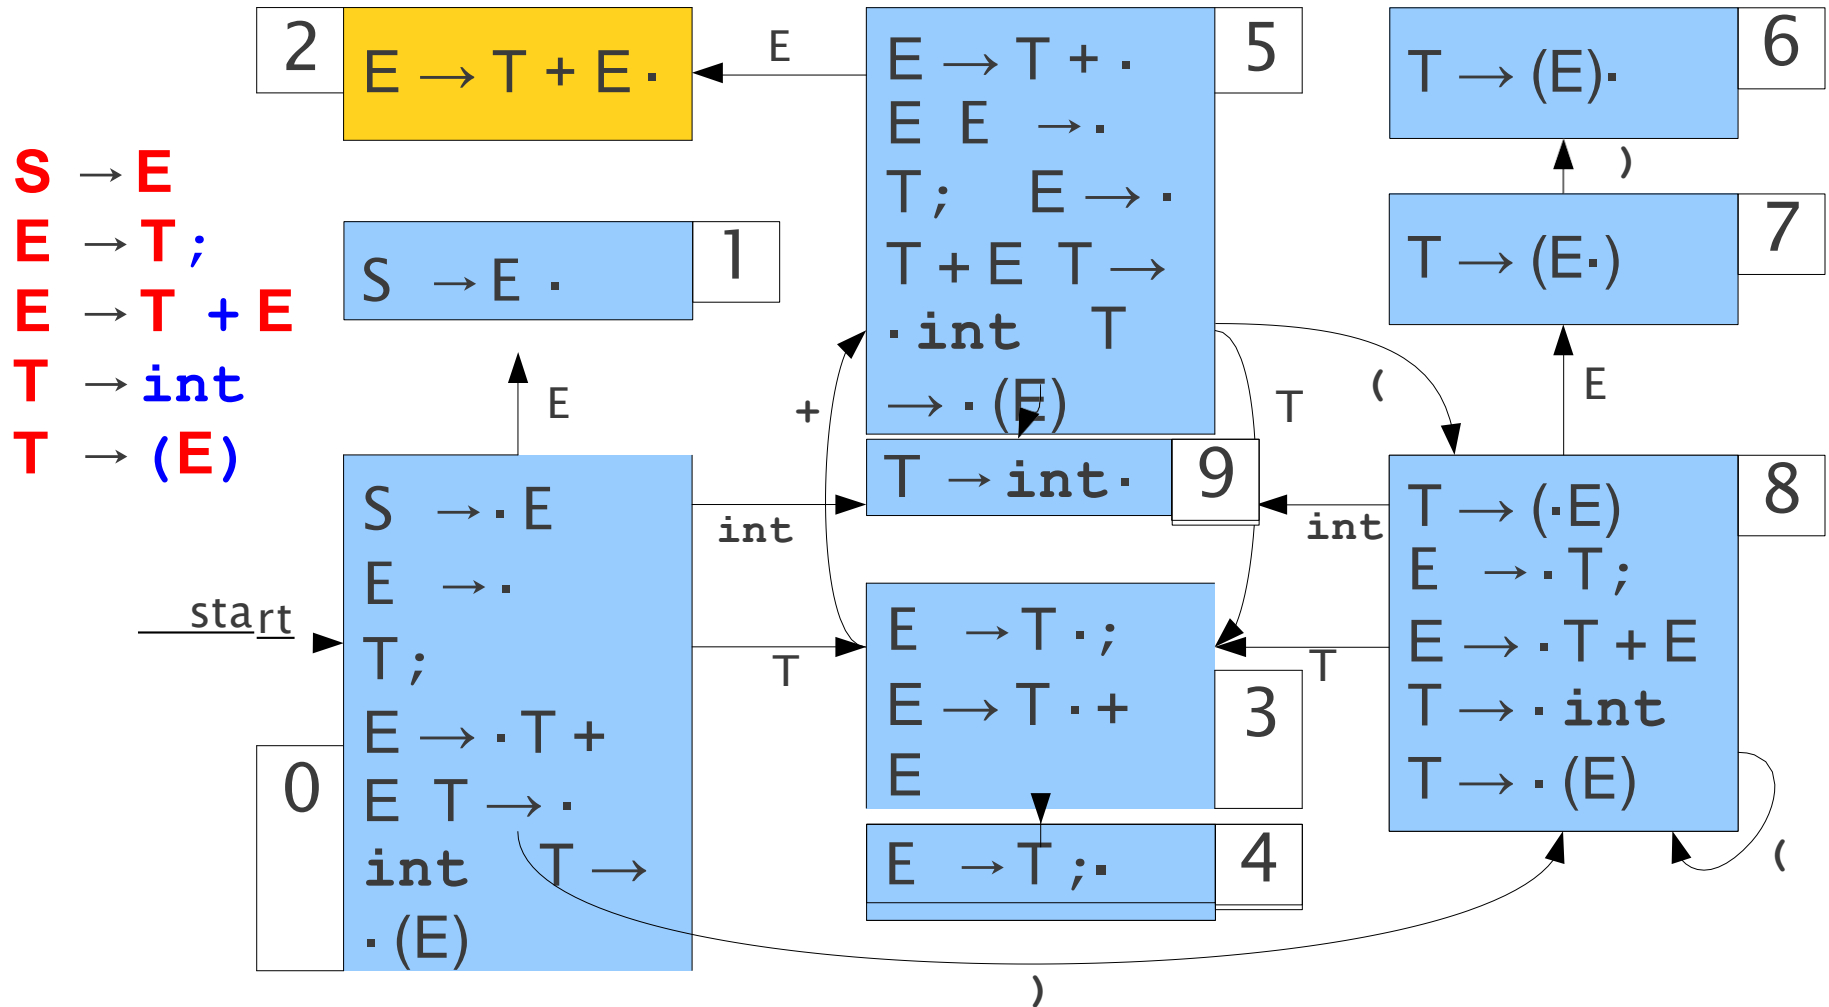 S → E
E → T ;
E → T + E
T → int
T → (E)
2
E → T + E ·
E
E → T + ·
E E → ·
T ; E → ·
T + E T →
· int T
→ · (E)
5
T → (E)·
6
)
T → (E·)
7
E
S → E ·
1
E
+
T
(
T → int ·
9
int
int
start
S → · E
E → ·
T ;
E → · T +
E T → ·
int T →
· (E)
0
T
E → T · ;
E → T · +
E
3
T
E → T ; ·
4
T → (·E)
E → · T ;
E → · T + E
T → · int
T → · (E)
8
(
)